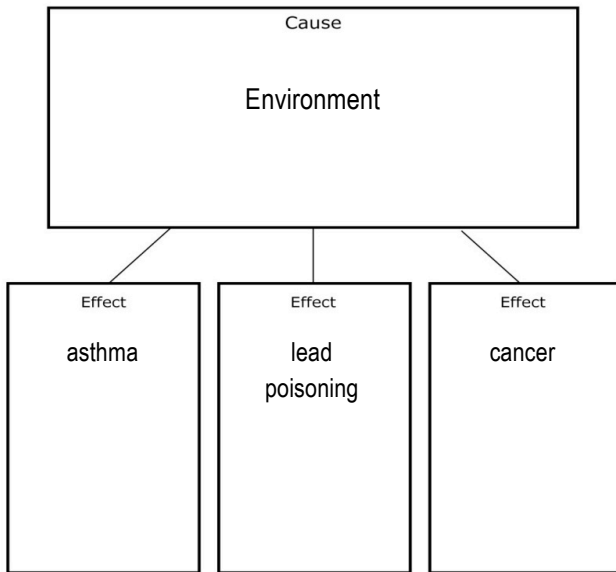 Cause
Environment
Effect
asthma
Effect
lead
poisoning
Effect
cancer